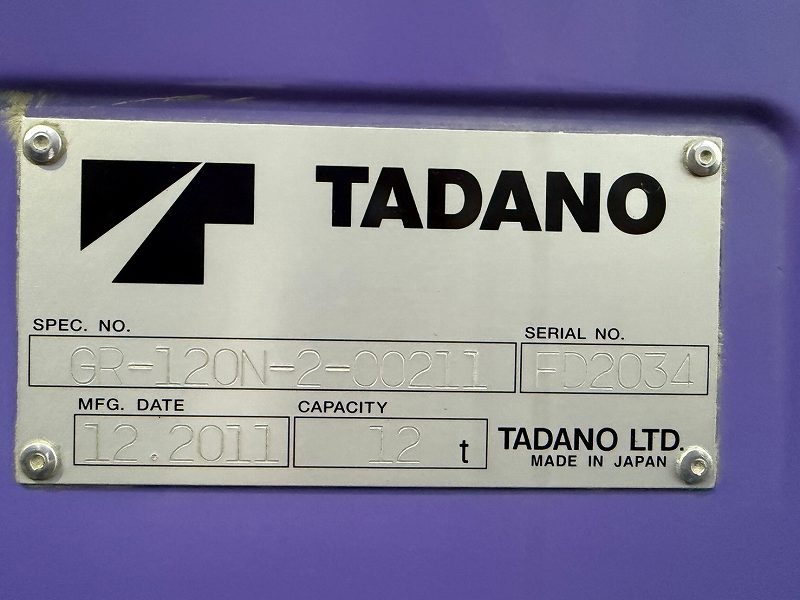 TADANO
SPEC. NO.
GR-120N-2-00211
SERIAL NO.
FD2034
MFG. DATE
12.2011
CAPACITY
12 t
TADANO LTD.
MADE IN JAPAN